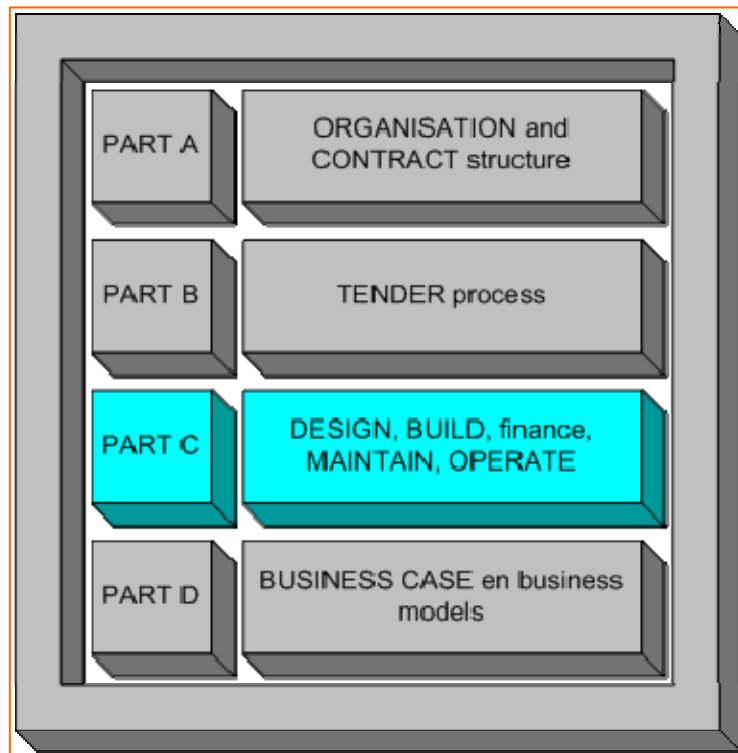 PART A
ORGANISATION and
CONTRACT structure
PART B
TENDER process
PART C
DESIGN, BUILD, finance,
MAINTAIN, OPERATE
PART D
BUSINESS CASE en business
models